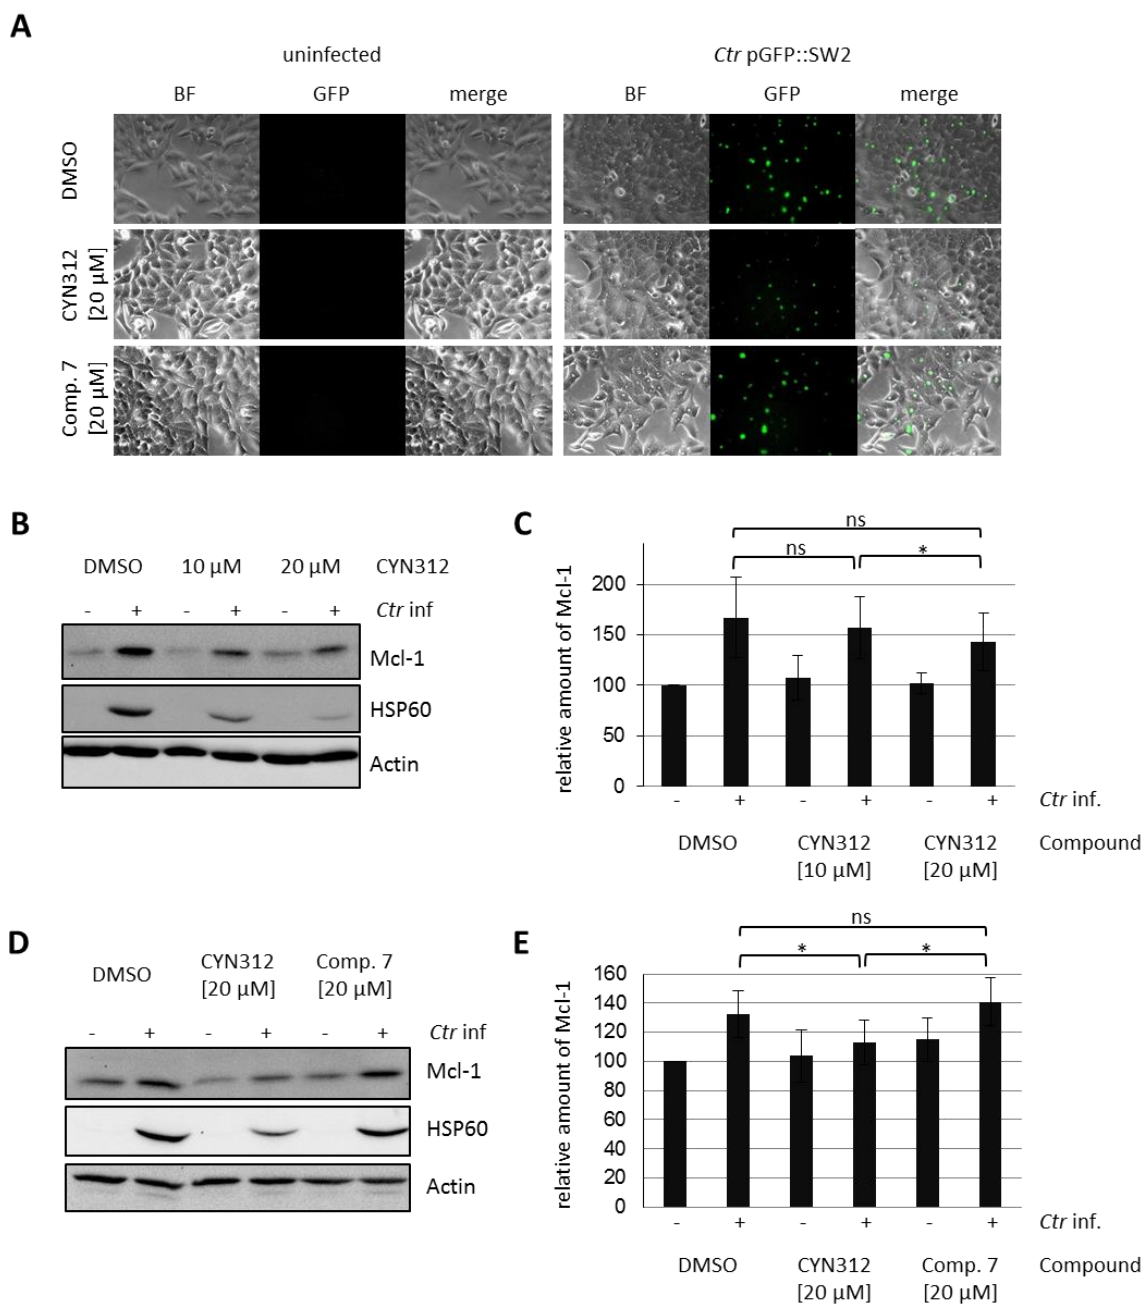 A
uninfected
Ctr pGFP::SW2
BF GFP merge BF GFP merge
DMSO
CYN312
[20 µM]
Comp. 7
[20 µM]
B
DMSO 10 µM 20 µM CYN312
- + - + - + Ctr inf
Mcl-1
HSP60
Actin
C
ns
ns *
relative amount of Mcl-1
200
150
100
50
0
- + - + - + Ctr inf.
DMSO CYN312 CYN312 Compound
[10 µM] [20 µM]
D
DMSO CYN312 Comp. 7
[20 µM] [20 µM]
- + - + - + Ctr inf
Mcl-1
HSP60
Actin
E
ns
* *
relative amount of Mcl-1
160
140
120
100
80
60
40
20
0
- + - + - + Ctr inf.
DMSO CYN312 Comp. 7 Compound
[20 µM] [20 µM]